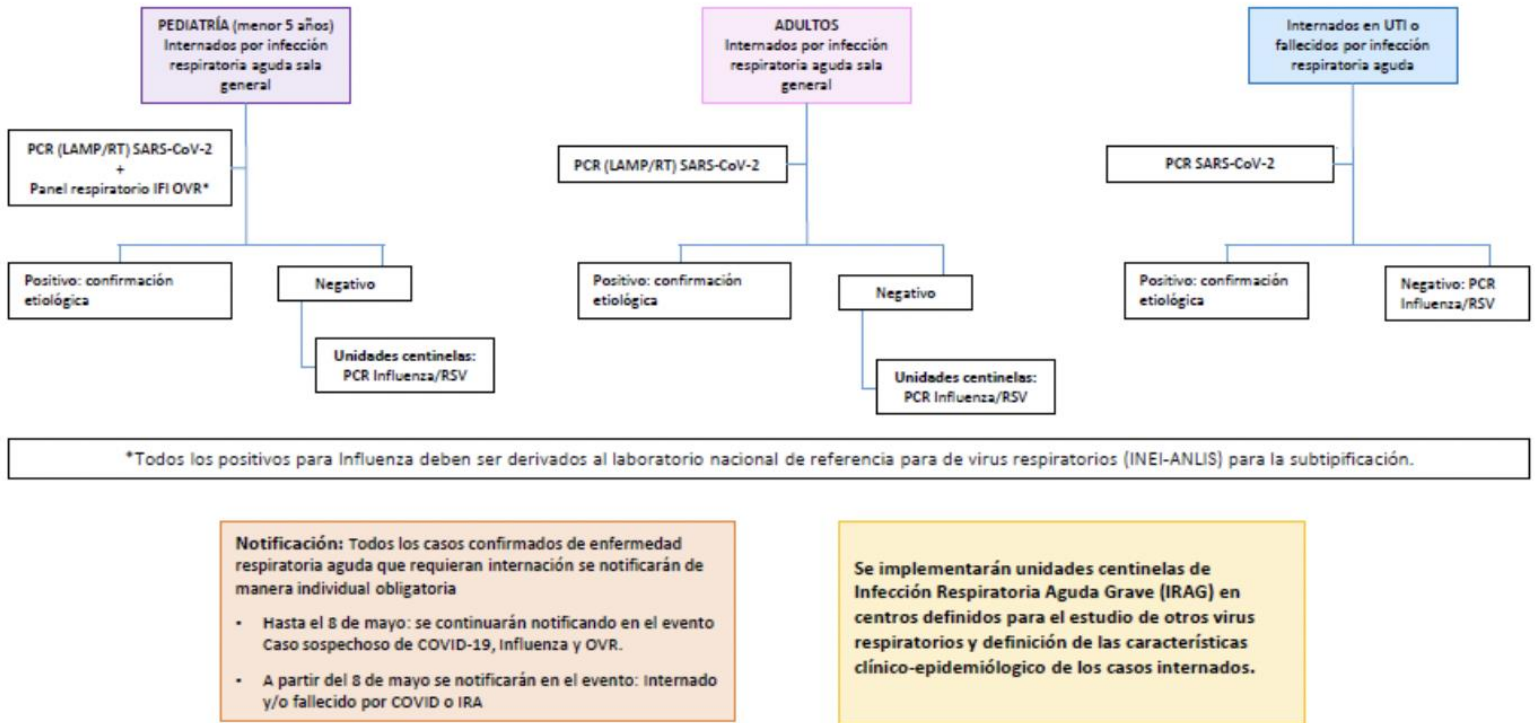 PEDIATRÍA (menor 5 años)
Internados por infección
respiratoria aguda sala
general
ADULTOS
Internados por infección
respiratoria aguda sala
general
Internados en UTI o
fallecidos por infección
respiratoria aguda
PCR (LAMP/RT) SARS-CoV-2
+
Panel respiratorio IFI OVR*
PCR (LAMP/RT) SARS-CoV-2
PCR SARS-CoV-2
Positivo: confirmación
etiológica
Negativo
Unidades centinelas:
PCR Influenza/RSV
Positivo: confirmación
etiológica
Negativo
Unidades centinelas:
PCR Influenza/RSV
Positivo: confirmación
etiológica
Negativo: PCR
Influenza/RSV
*Todos los positivos para Influenza deben ser derivados al laboratorio nacional de referencia para de virus respiratorios (INEI-ANLIS) para la subtipificación.
Notificación: Todos los casos confirmados de enfermedad
respiratoria aguda que requieran internación se notificarán de
manera individual obligatoria
• Hasta el 8 de mayo: se continuarán notificando en el evento
Caso sospechoso de COVID-19, Influenza y OVR.
• A partir del 8 de mayo se notificarán en el evento: Internado
y/o fallecido por COVID o IRA
Se implementarán unidades centinelas de
Infección Respiratoria Aguda Grave (IRAG) en
centros definidos para el estudio de otros virus
respiratorios y definición de las características
clínico-epidemiólogico de los casos internados.